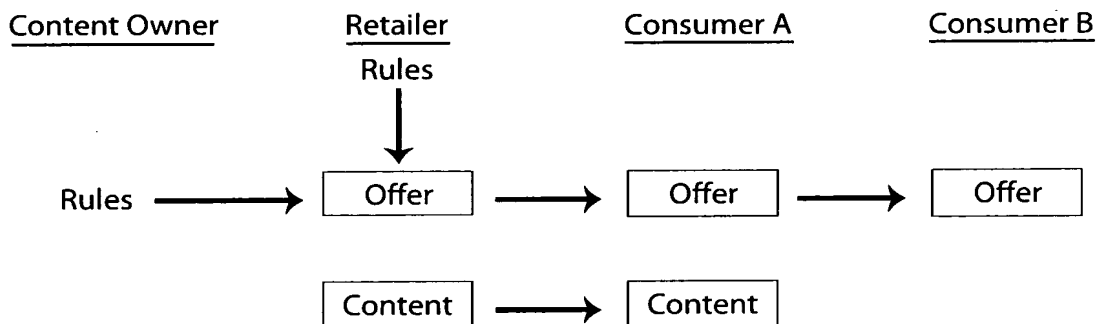 Content Owner Retailer Consumer A Consumer B
Rules
Rules Offer Offer Offer
Content Content